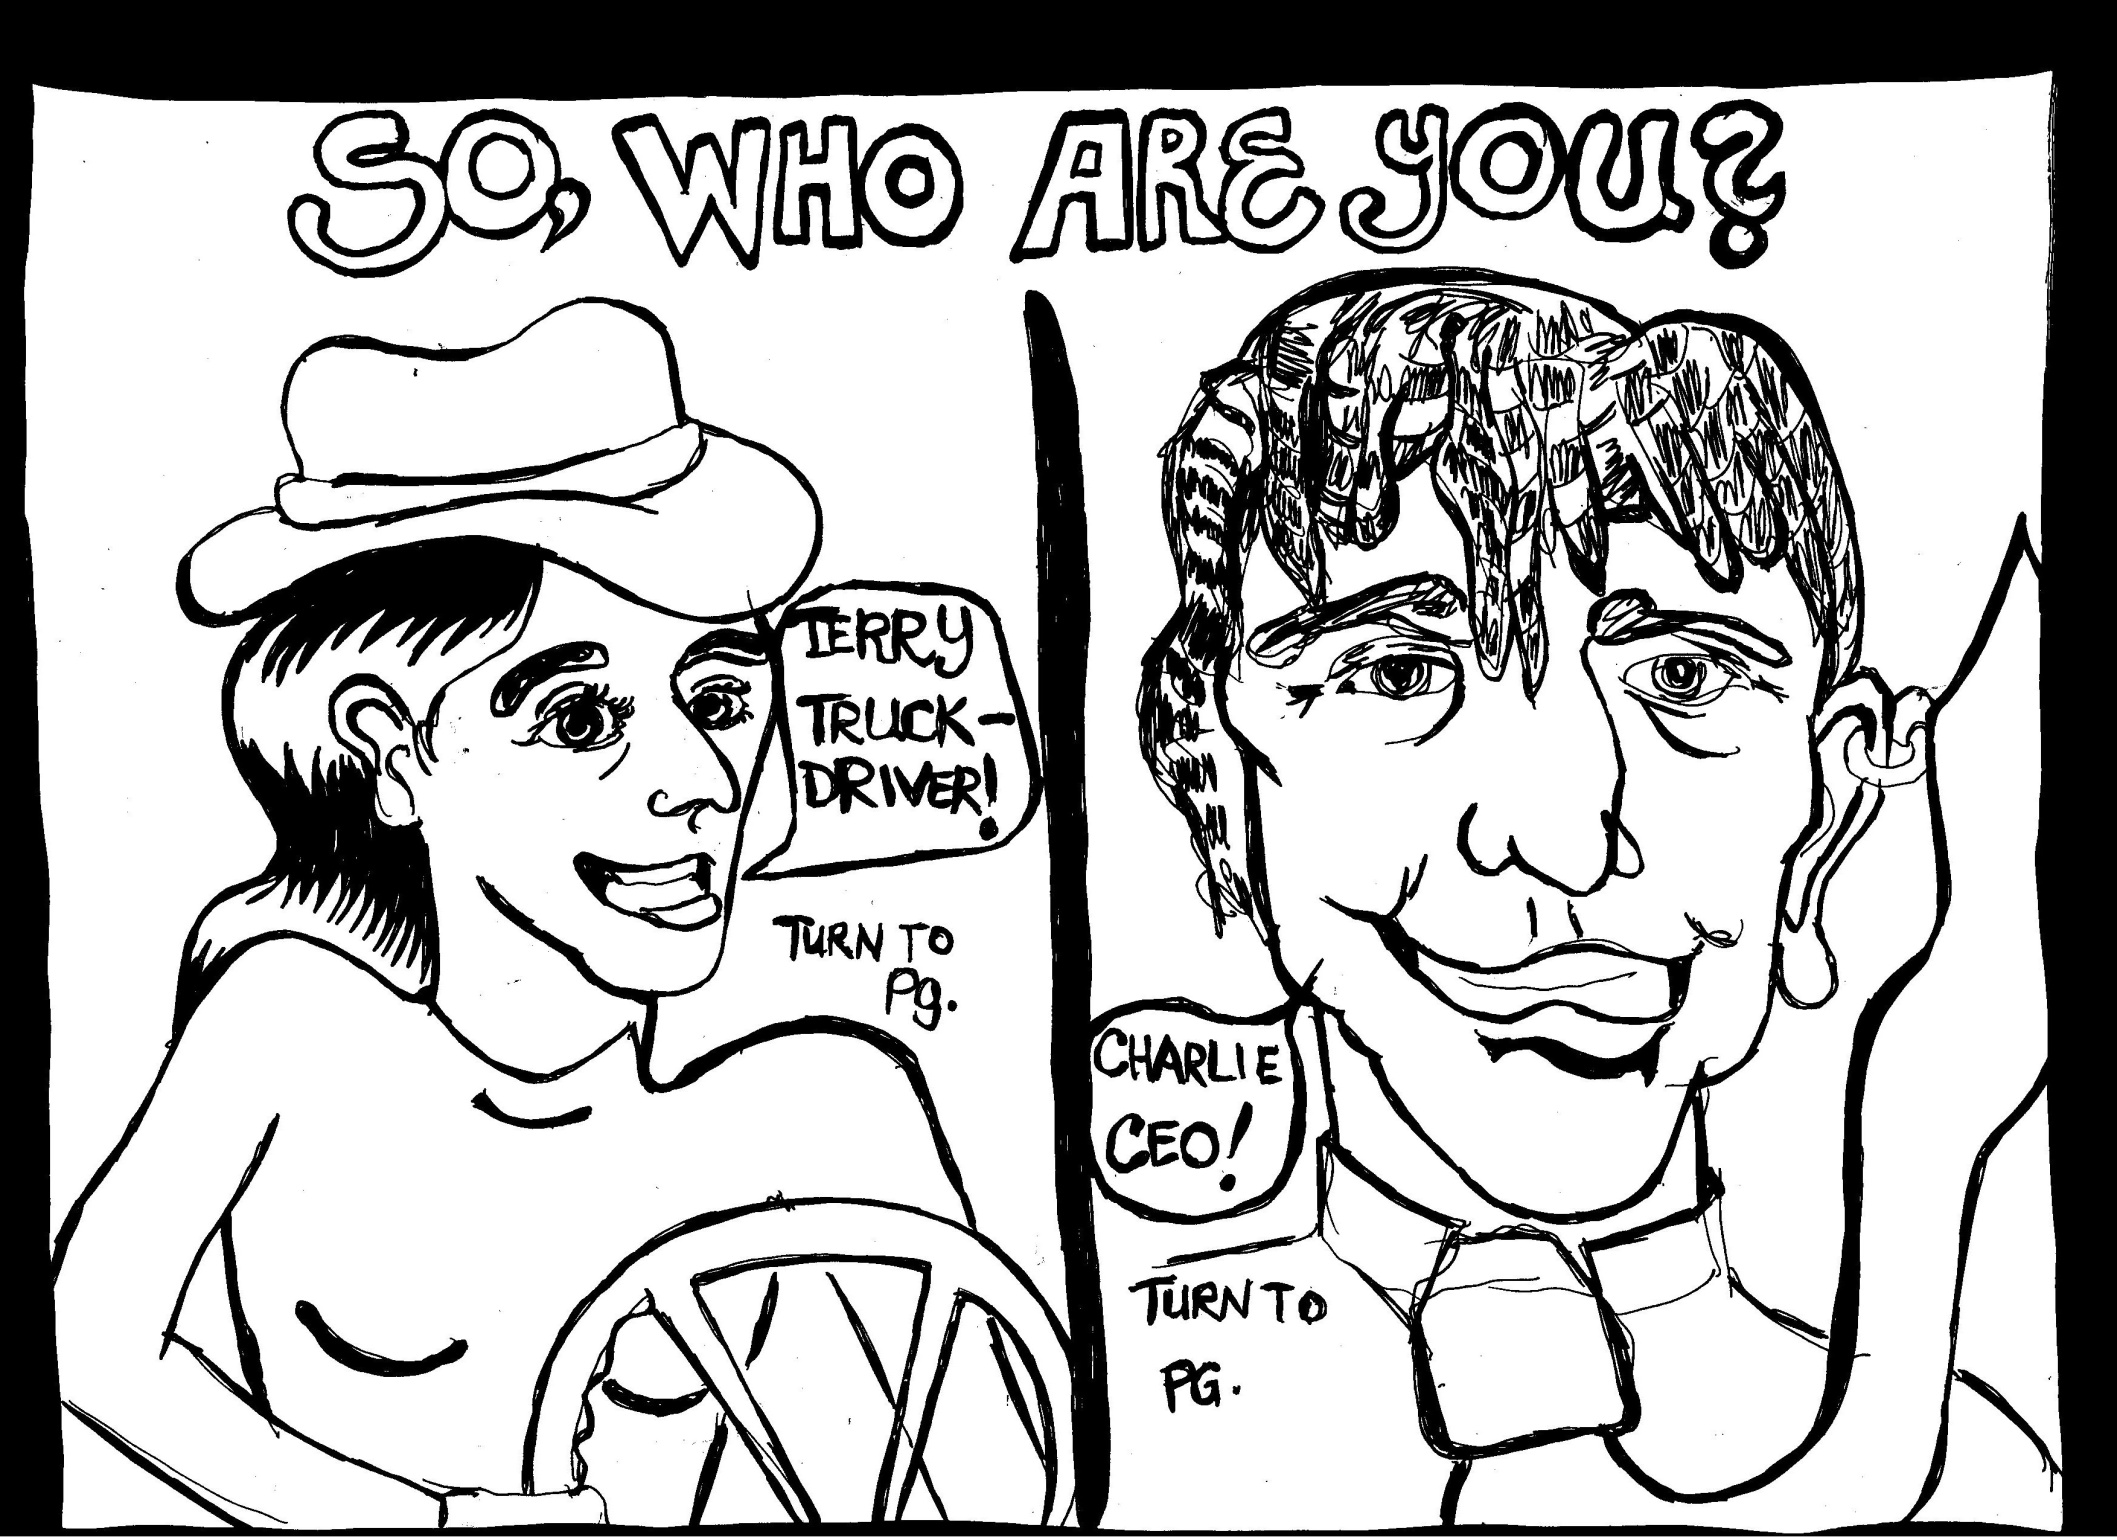 SO, WHO ARE YOU?
TERRY
TRUCK-
DRIVER!
TURN TO
Pg.
CHARLIE
CEO!
TURN TO
PG.